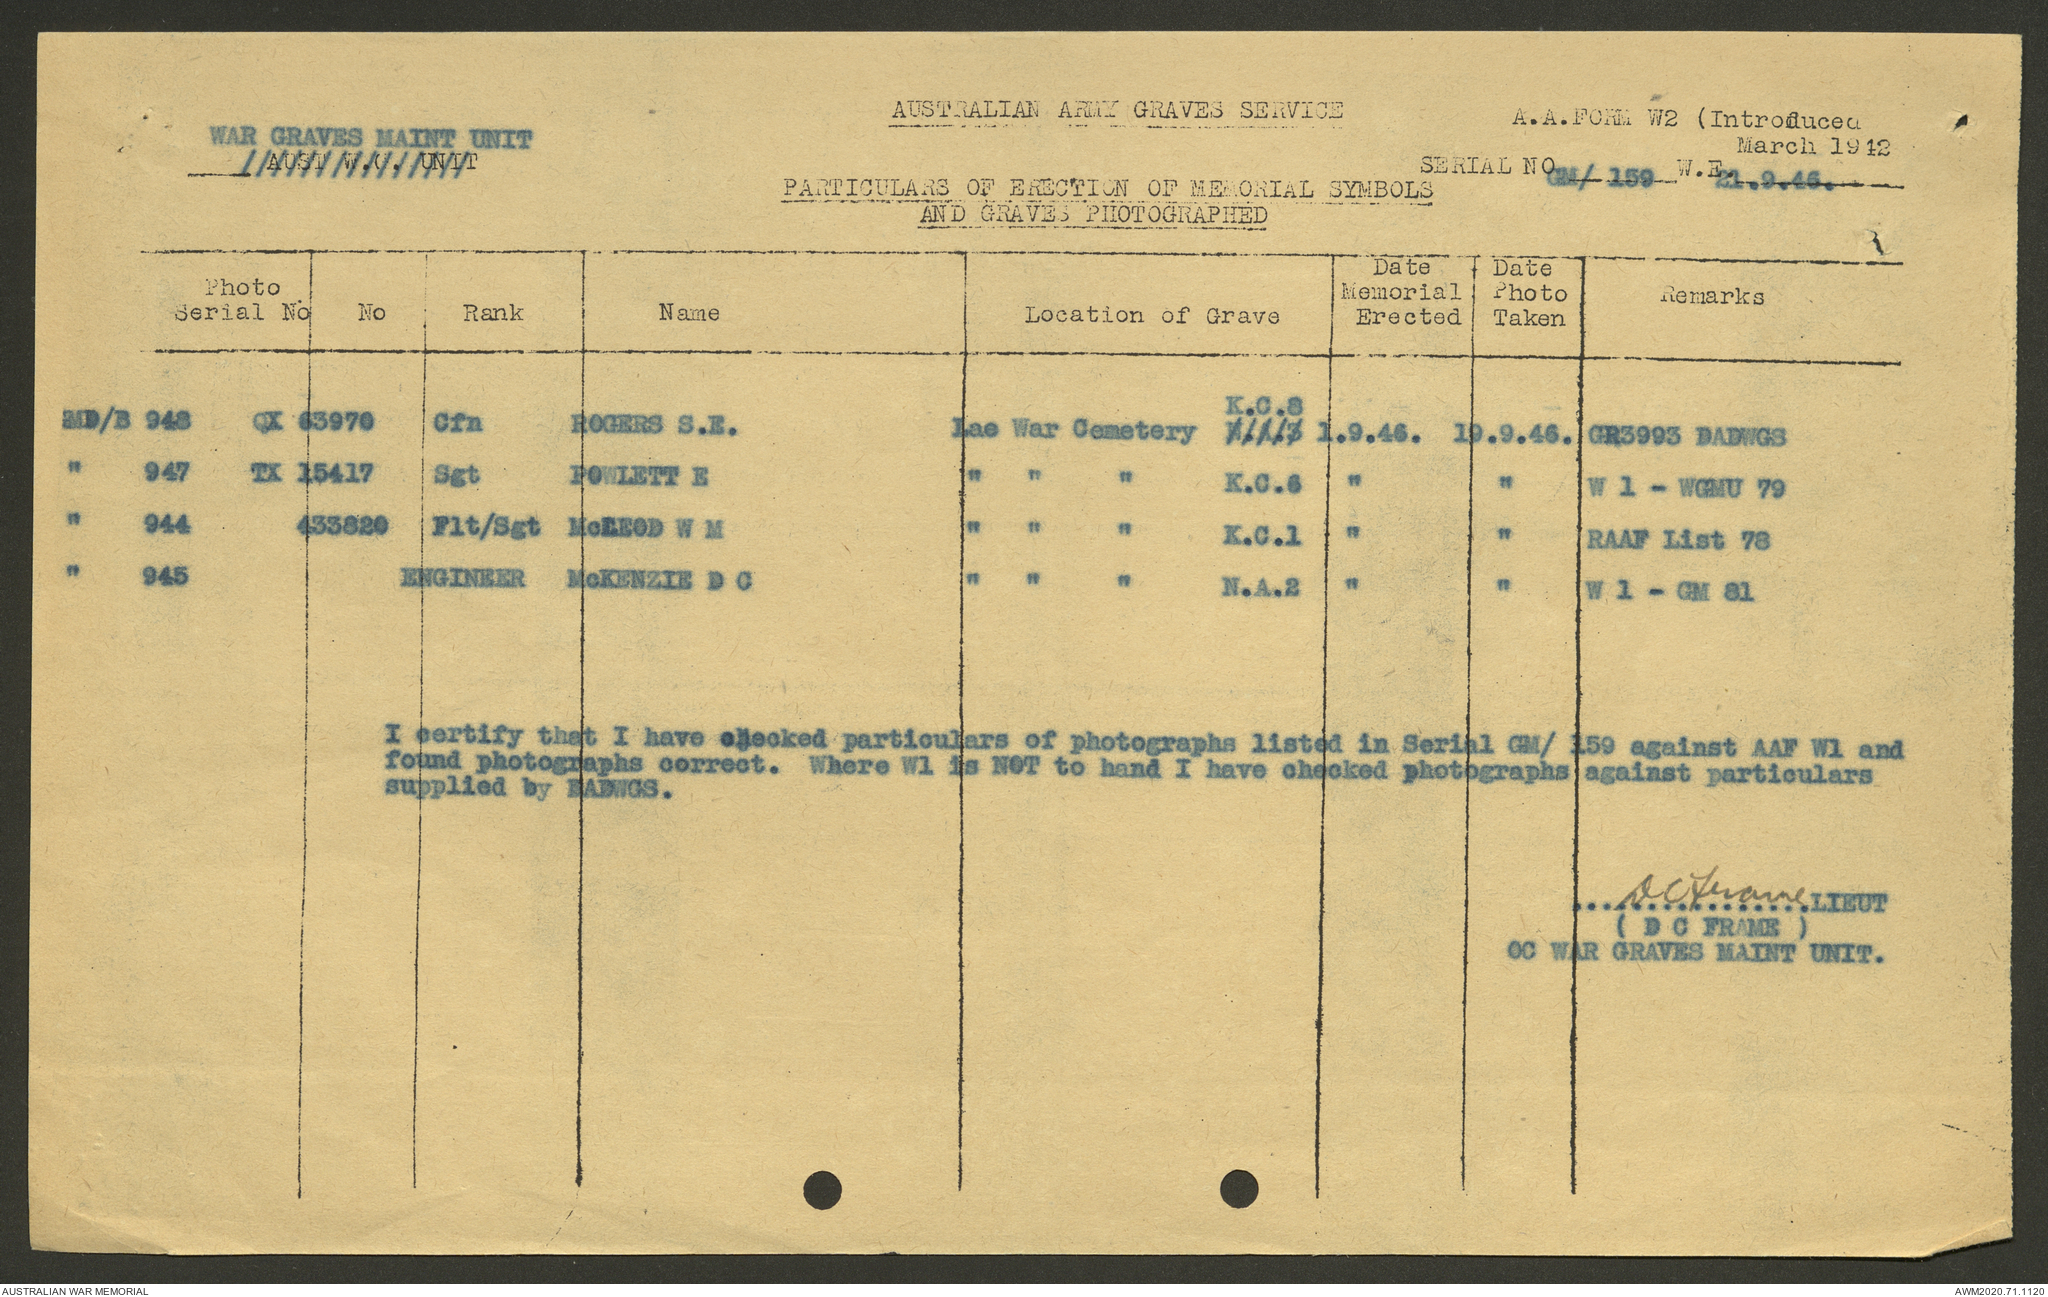 AUSTRALIAN ARMY GRAVES SERVICE
A.A.FORM W2 (Introduced
March 1942
WAR GRAVES MAINT UNIT
AUST W.G. UNIT
SERIAL NO GM/ 159 W.E. 21.9.46.
PARTICULARS OF ERECTION OF MEMORIAL SYMBOLS
AND GRAVES PHOTOGRAPHED
Photo Serial No No Rank Name Location of Grave Date Memorial Erected Date Photo Taken Remarks
K.C.8
MD/B 948 QX 63970 Cfn ROGERS S.E. Lae War Cemetery 1.9.46. 19.9.46. GR3993 DADWGS
" 947 TX 15417 Sgt POWLETT E " " " K.C.6 " " W 1 - WGMU 79
" 944 433820 Flt/Sgt McLEOD W M " " " K.C.1 " " RAAF List 78
" 945 ENGINEER McKENZIE D C " " " N.A.2 " " W 1 - GM 81
I certify that I have checked particulars of photographs listed in Serial GM/ 159 against AAF W1 and
found photographs correct. Where W1 is NOT to hand I have checked photographs against particulars
supplied by DADWGS.
D C Frame
................LIEUT
( D C FRAME )
OC WAR GRAVES MAINT UNIT.
AUSTRALIAN WAR MEMORIAL
AWM2020.71.1120